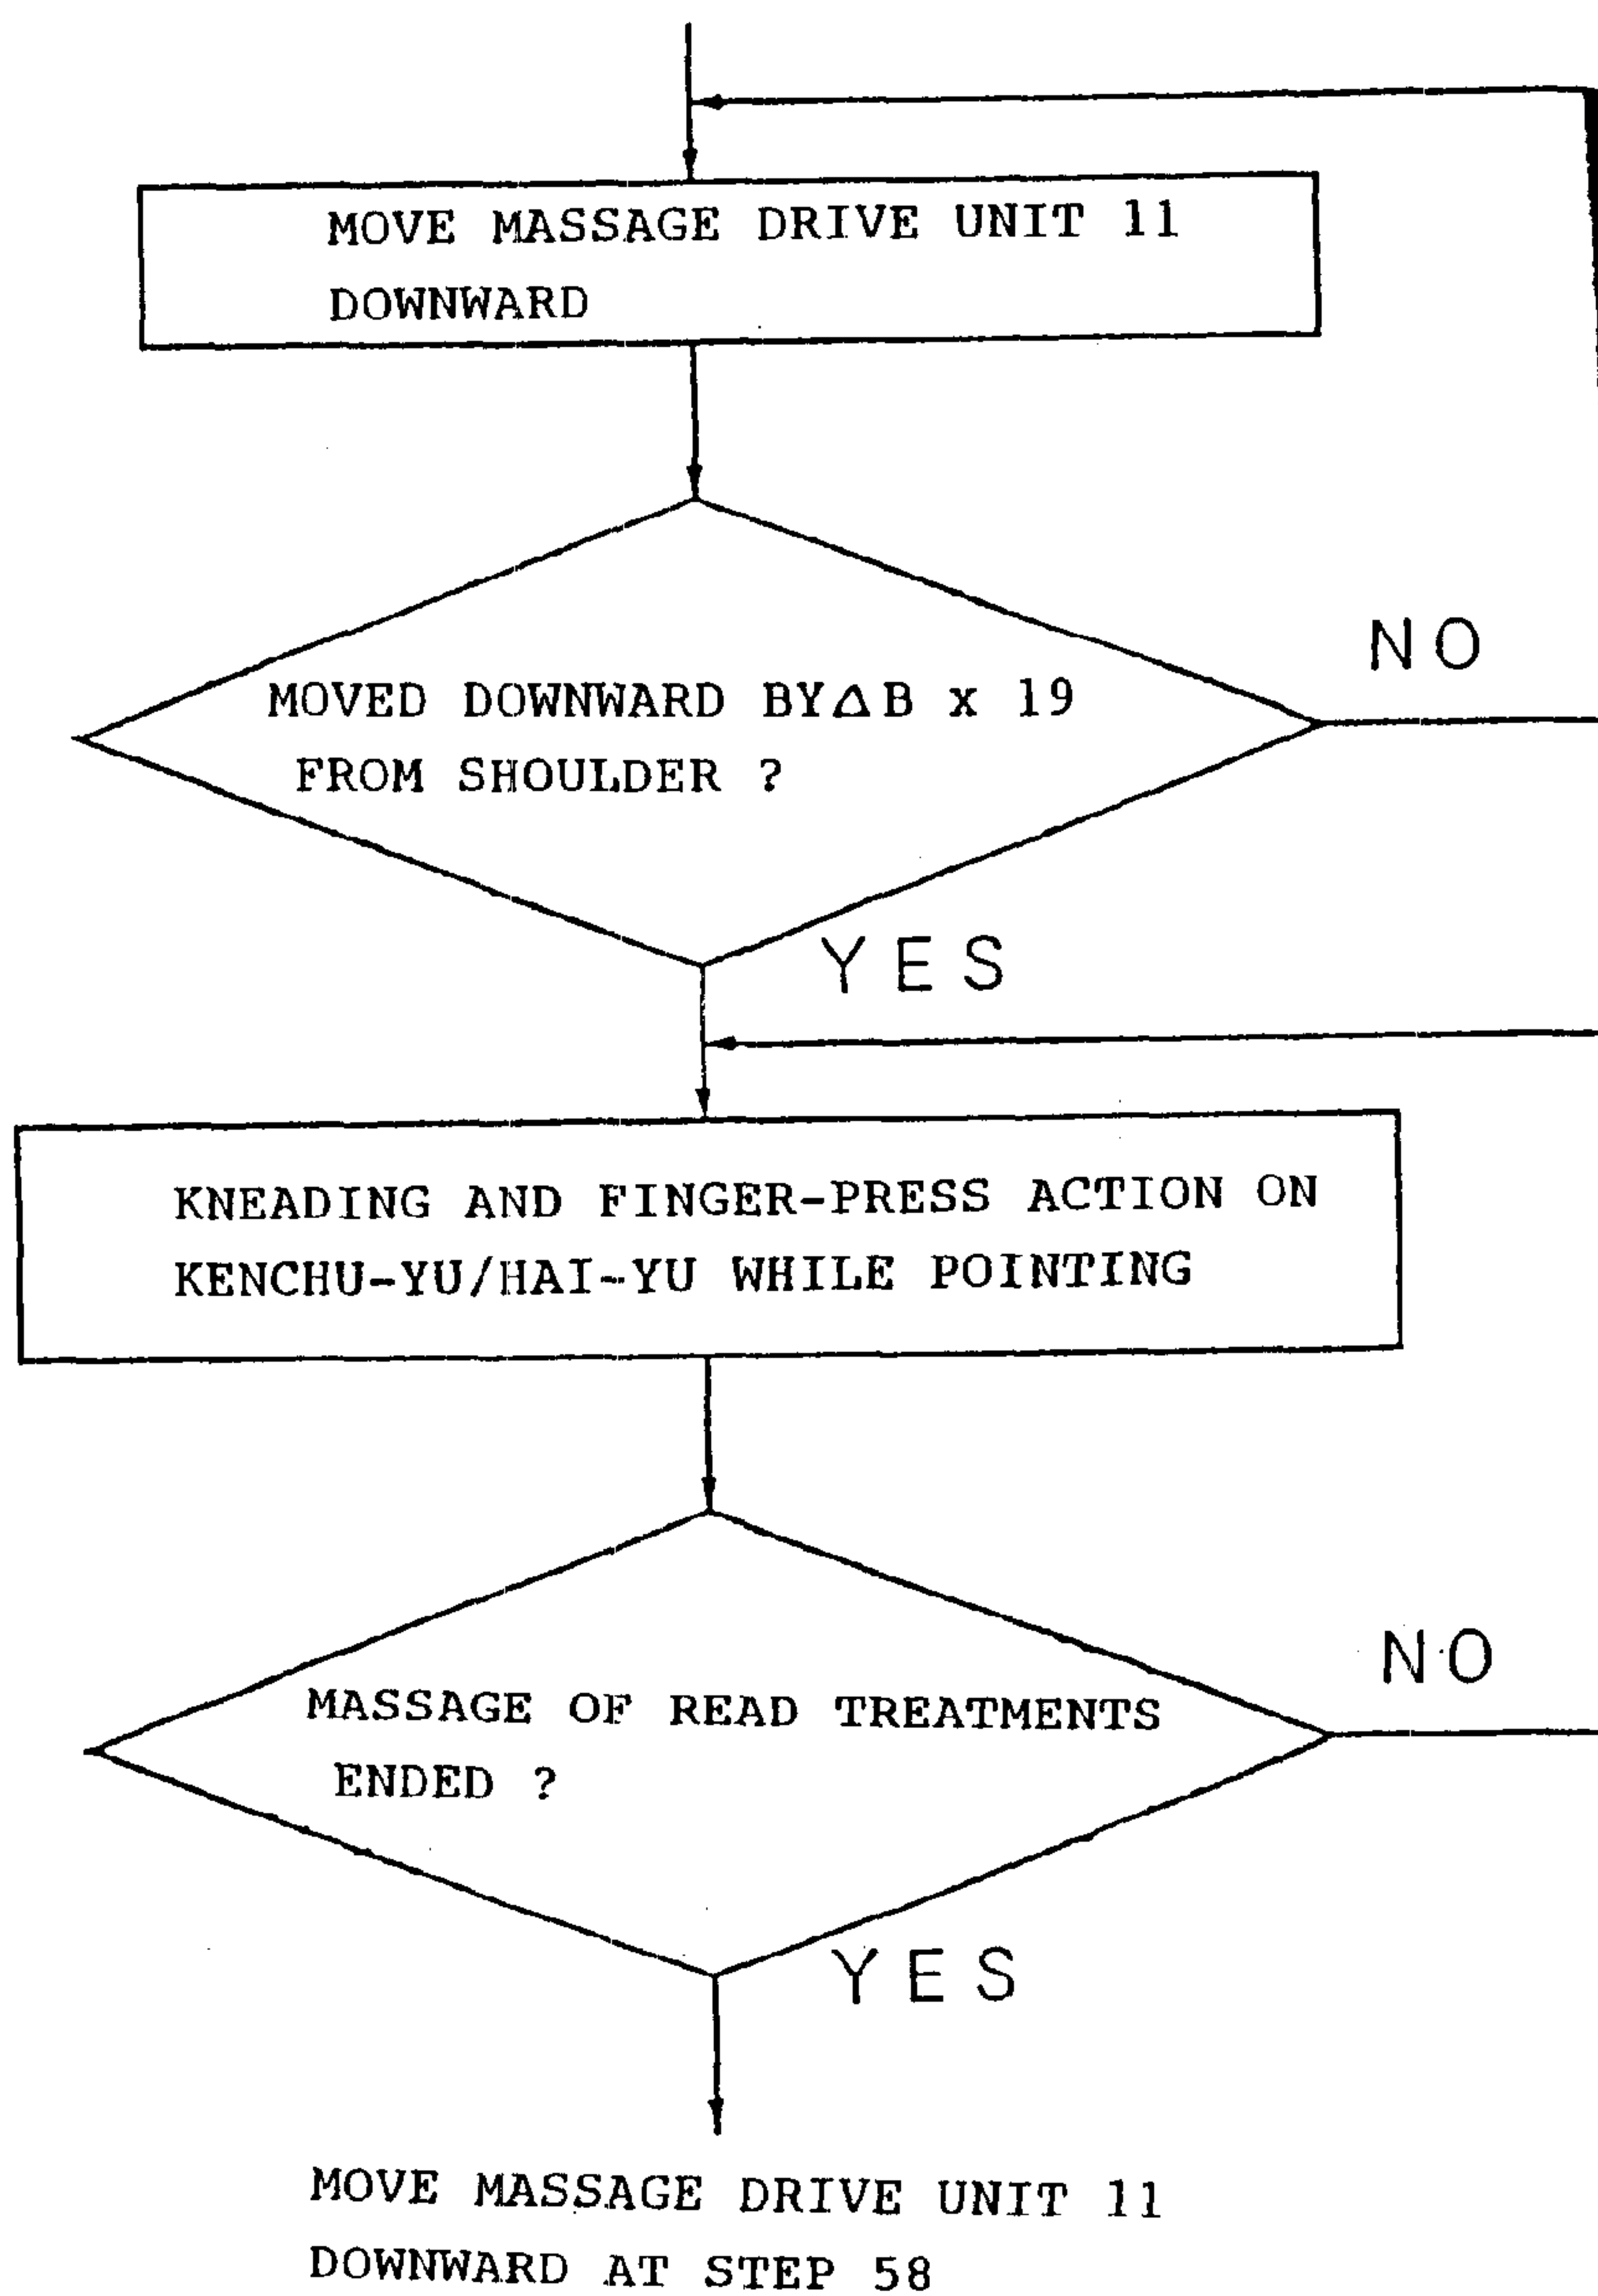 MOVE MASSAGE DRIVE UNIT 11
DOWNWARD
NO
MOVED DOWNWARD BY△B x 19
FROM SHOULDER ?
YES
KNEADING AND FINGER-PRESS ACTION ON
KENCHU-YU/HAI-YU WHILE POINTING
NO
MASSAGE OF READ TREATMENTS
ENDED ?
YES
MOVE MASSAGE DRIVE UNIT 11
DOWNWARD AT STEP 58